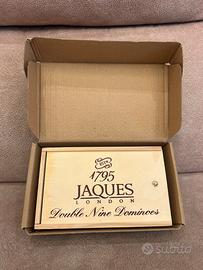 1795
JAQUES
LONDON
Double Nine Dominoes
subito